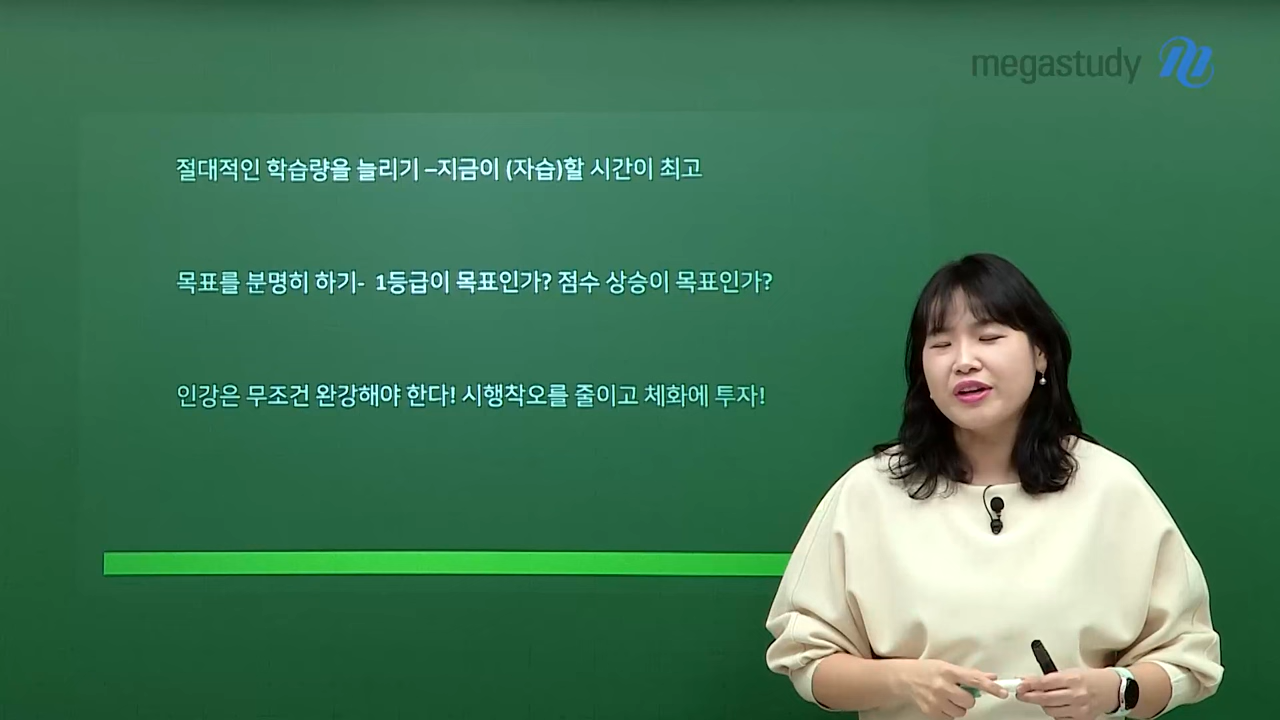 megastudy
절대적인 학습량을 늘리기 –지금이 (자습)할 시간이 최고
목표를 분명히 하기- 1등급이 목표인가? 점수 상승이 목표인가?
인강은 무조건 완강해야 한다! 시행착오를 줄이고 체화에 투자!